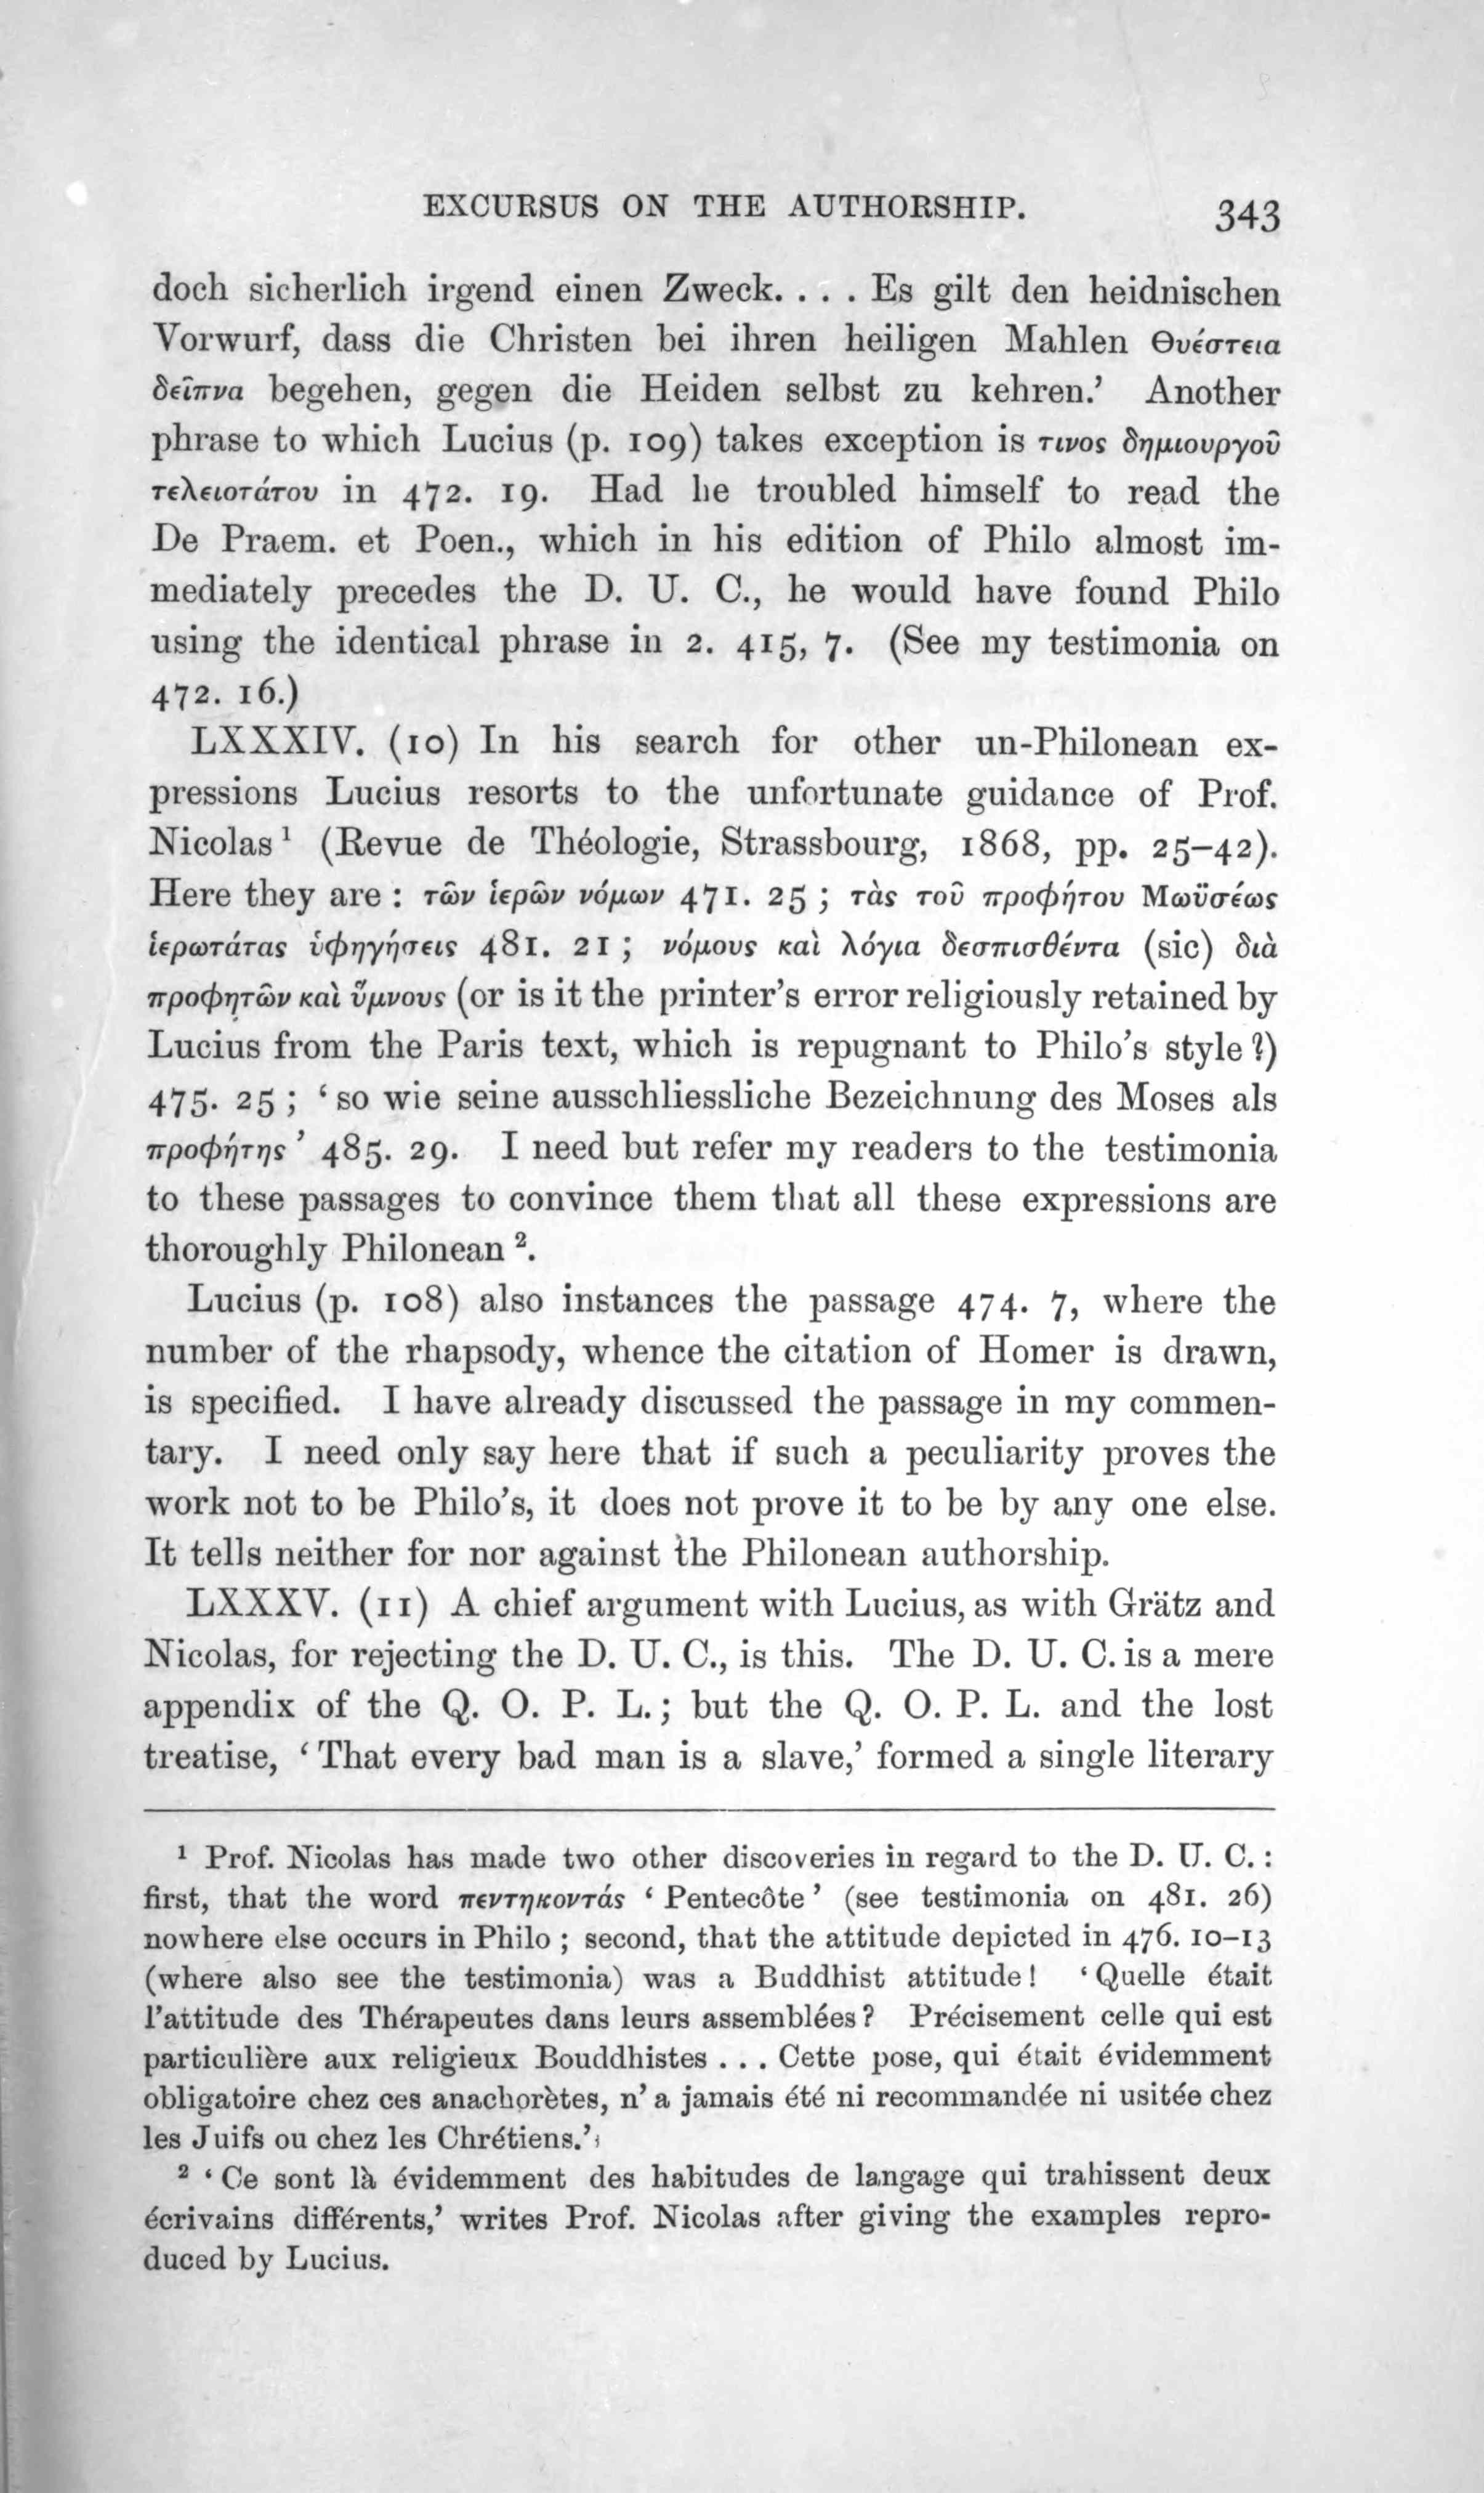 EXCURSUS ON THE AUTHORSHIP. 343
doch sicherlich irgend einen Zweck. . . . Es gilt den heidnischen
Vorwurf, dass die Christen bei ihren heiligen Mahlen Θυέστεια
δεῖπνα begehen, gegen die Heiden selbst zu kehren.’ Another
phrase to which Lucius (p. 109) takes exception is τινος δημιουργοῦ
τελειοτάτου in 472. 19. Had he troubled himself to read the
De Praem. et Poen., which in his edition of Philo almost im-
mediately precedes the D. U. C., he would have found Philo
using the identical phrase in 2. 415, 7. (See my testimonia on
472. 16.)
LXXXIV. (10) In his search for other un-Philonean ex-
pressions Lucius resorts to the unfortunate guidance of Prof.
Nicolas ¹ (Revue de Théologie, Strassbourg, 1868, pp. 25–42).
Here they are : τῶν ἱερῶν νόμων 471. 25 ; τὰς τοῦ προφήτου Μωϋσέως
ἱερωτάτας ὑφηγήσεις 481. 21 ; νόμους καὶ λόγια δεσπισθέντα (sic) διὰ
προφητῶν καὶ ὕμνους (or is it the printer’s error religiously retained by
Lucius from the Paris text, which is repugnant to Philo’s style ?)
475. 25 ; ‘so wie seine ausschliessliche Bezeichnung des Moses als
προφήτης’ 485. 29. I need but refer my readers to the testimonia
to these passages to convince them that all these expressions are
thoroughly Philonean ².
Lucius (p. 108) also instances the passage 474. 7, where the
number of the rhapsody, whence the citation of Homer is drawn,
is specified. I have already discussed the passage in my commen-
tary. I need only say here that if such a peculiarity proves the
work not to be Philo’s, it does not prove it to be by any one else.
It tells neither for nor against the Philonean authorship.
LXXXV. (11) A chief argument with Lucius, as with Grätz and
Nicolas, for rejecting the D. U. C., is this. The D. U. C. is a mere
appendix of the Q. O. P. L. ; but the Q. O. P. L. and the lost
treatise, ‘That every bad man is a slave,’ formed a single literary
¹ Prof. Nicolas has made two other discoveries in regard to the D. U. C. :
first, that the word πεντηκοντάς ‘Pentecôte’ (see testimonia on 481. 26)
nowhere else occurs in Philo ; second, that the attitude depicted in 476. 10–13
(where also see the testimonia) was a Buddhist attitude! ‘Quelle était
l’attitude des Thérapeutes dans leurs assemblées? Précisement celle qui est
particulière aux religieux Bouddhistes . . . Cette pose, qui était évidemment
obligatoire chez ces anachorètes, n’ a jamais été ni recommandée ni usitée chez
les Juifs ou chez les Chrétiens.’
² ‘Ce sont là évidemment des habitudes de langage qui trahissent deux
écrivains différents,’ writes Prof. Nicolas after giving the examples repro-
duced by Lucius.